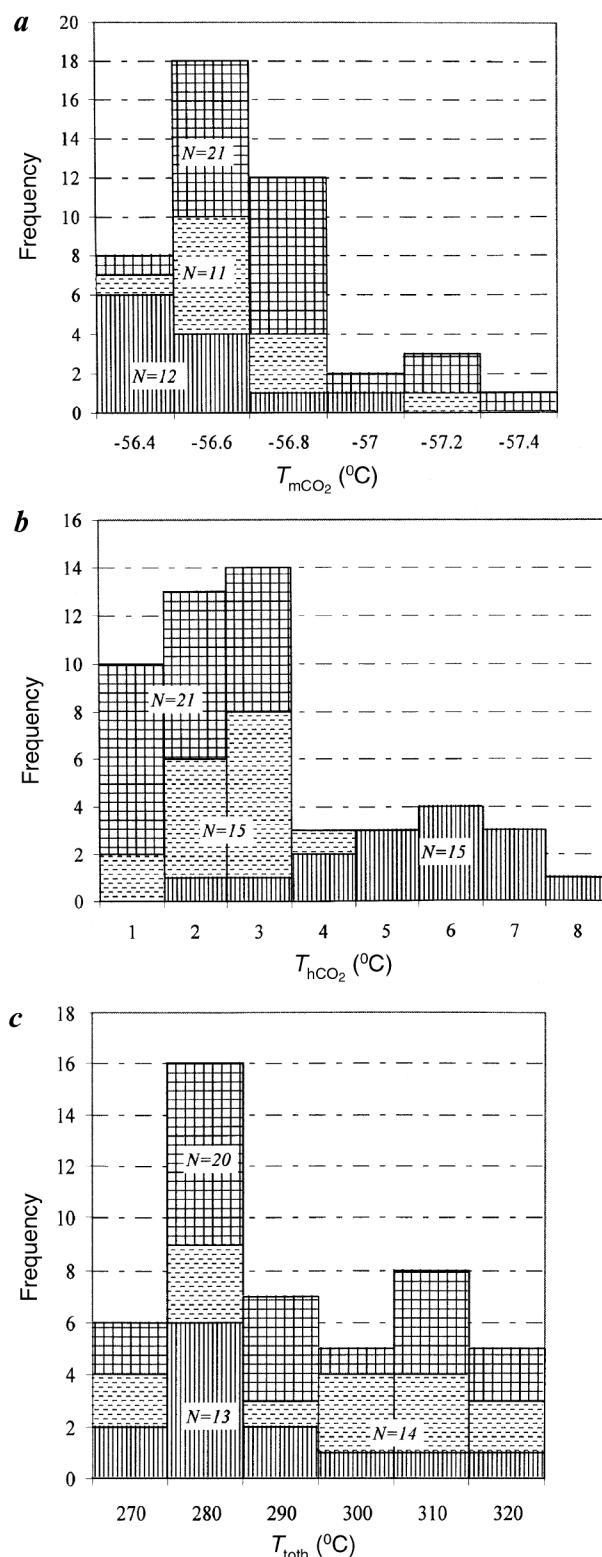 a
20
18
16
14
12
10
8
6
4
2
0
Frequency
N=21
N=11
N=12
-56.4 -56.6 -56.8 -57 -57.2 -57.4
TmCO2 (0C)
b
16
14
12
10
8
6
4
2
0
Frequency
N=21
N=15
N=15
1 2 3 4 5 6 7 8
ThCO2 (0C)
c
18
16
14
12
10
8
6
4
2
0
Frequency
N=20
N=13
N=14
270 280 290 300 310 320
Ttoth (0C)